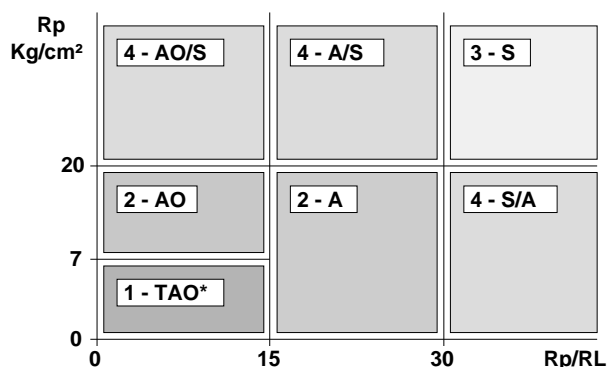 Rp
Kg/cm²
4 - AO/S
4 - A/S
3 - S
20
2 - AO
2 - A
4 - S/A
7
1 - TAO*
0
0
15
30
Rp/RL